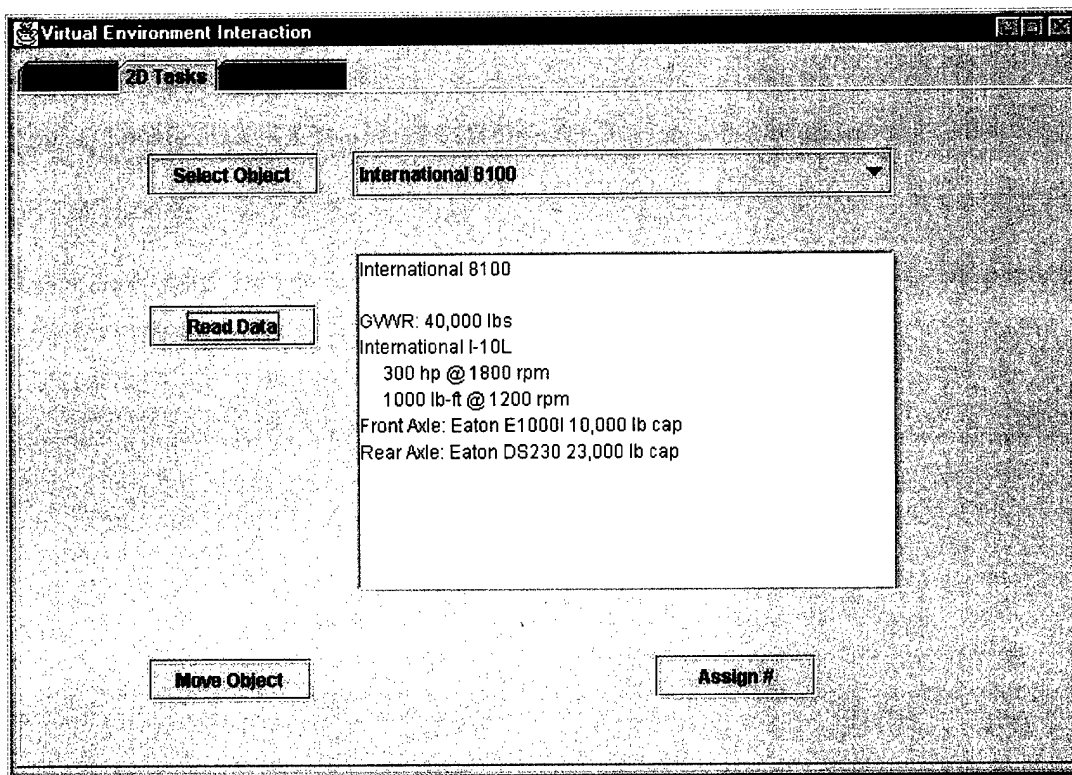 Virtual Environment Interaction
2D Tasks
Select Object
International 8100
International 8100
Read Data
GVWR: 40,000 lbs
International I-10L
300 hp @ 1800 rpm
1000 lb-ft @ 1200 rpm
Front Axle: Eaton E1000I 10,000 lb cap
Rear Axle: Eaton DS230 23,000 lb cap
Move Object
Assign #